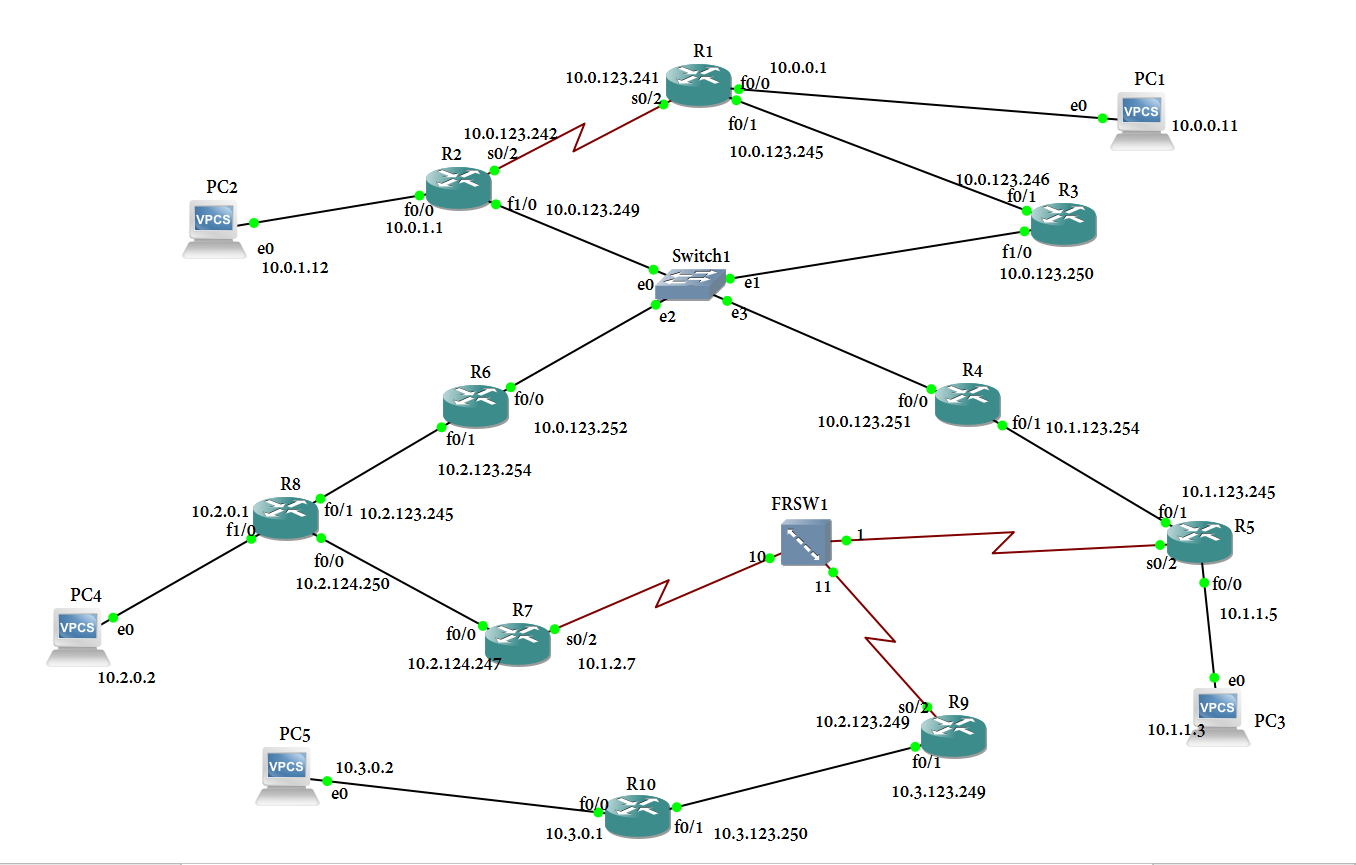 R1
10.0.0.1
10.0.123.241
f0/0
PC1
s0/2
e0
VPCS
10.0.0.11
f0/1
10.0.123.245
10.0.123.242
R2
s0/2
10.0.123.246
R3
PC2
f0/1
VPCS
f0/0
f1/0
10.0.123.249
10.0.1.1
e0
10.0.1.12
f1/0
10.0.123.250
Switch1
e0
e1
e2
e3
R6
f0/0
10.0.123.252
f0/1
10.2.123.254
R4
f0/0
10.0.123.251
f0/1
10.1.123.254
R8
10.2.0.1
f1/0
f0/1
10.2.123.245
f0/0
10.2.124.250
FRSW1
1
10
11
10.1.123.245
f0/1
R5
s0/2
f0/0
10.1.1.5
PC4
VPCS
e0
10.2.0.2
R7
f0/0
s0/2
10.2.124.247
10.1.2.7
e0
VPCS
PC3
10.1.1.3
R9
s0/2
10.2.123.249
f0/1
10.3.123.249
PC5
VPCS
10.3.0.2
e0
R10
f0/0
10.3.0.1
f0/1
10.3.123.250